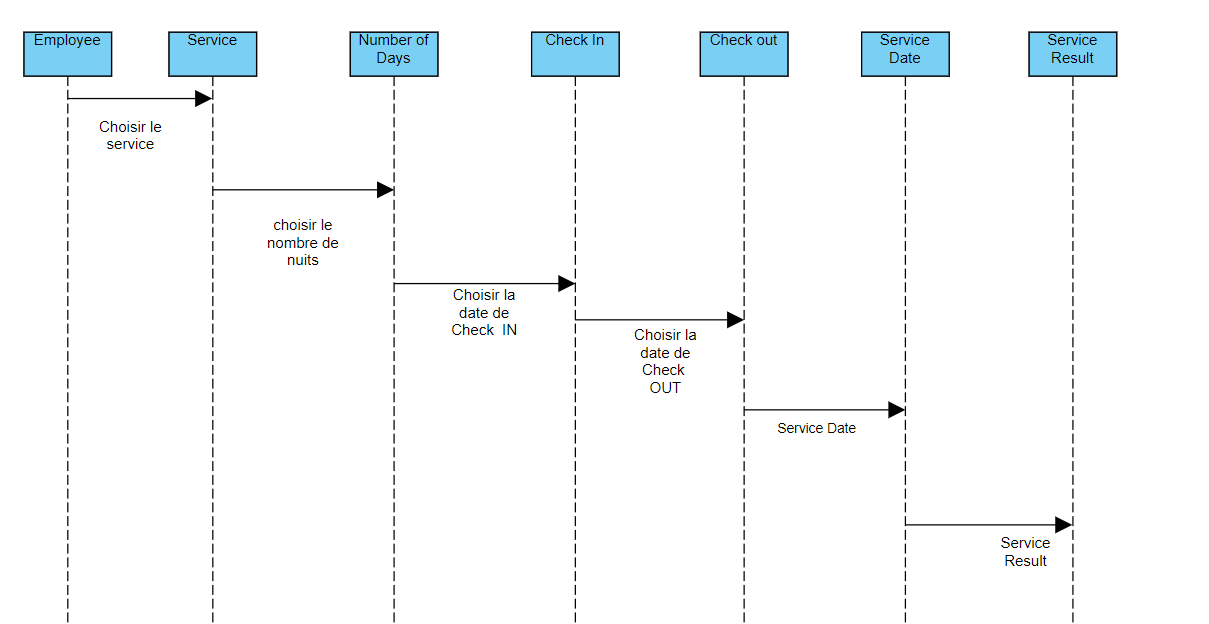 Employee
Service
Number of
Days
Check In
Check out
Service
Date
Service
Result
Choisir le
service
choisir le
nombre de
nuits
Choisir la
date de
Check  IN
Choisir la
date de
Check
OUT
Service Date
Service
Result